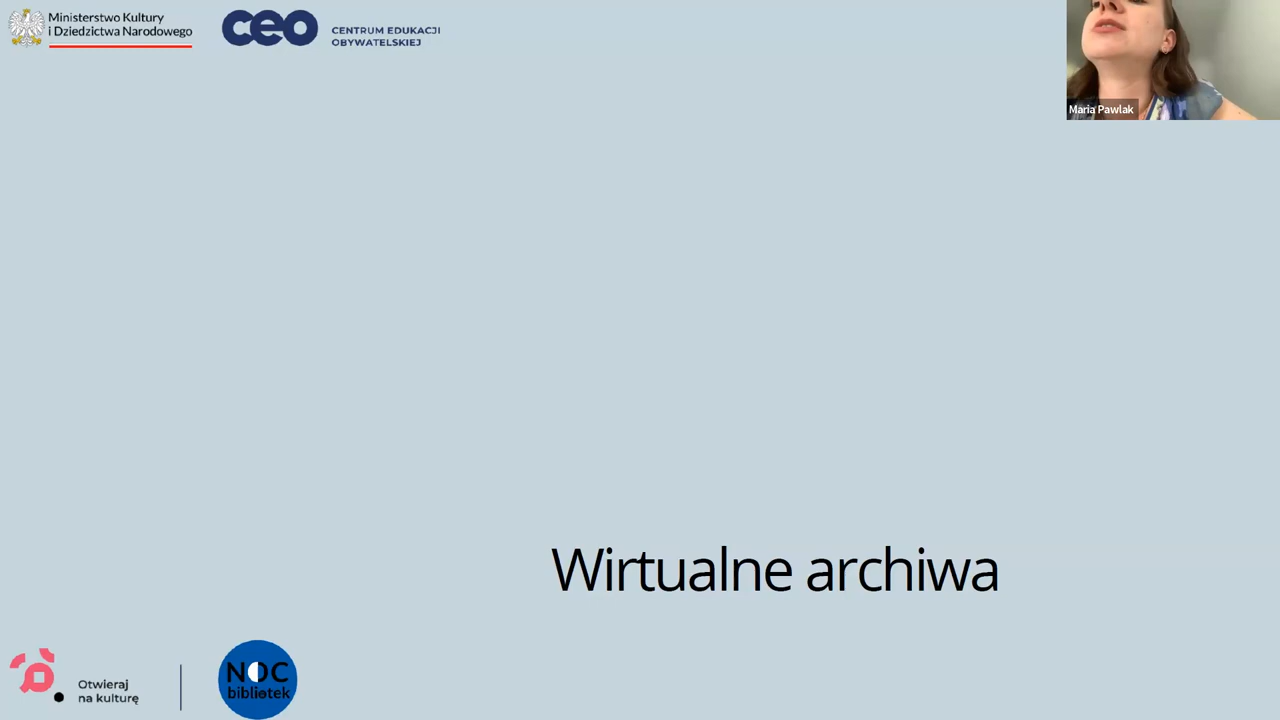 Ministerstwo Kultury
i Dziedzictwa Narodowego
ceo
CENTRUM EDUKACJI
OBYWATELSKIEJ
Maria Pawlak
Wirtualne archiwa
Otwieraj
na kulturę
NOC
bibliotek